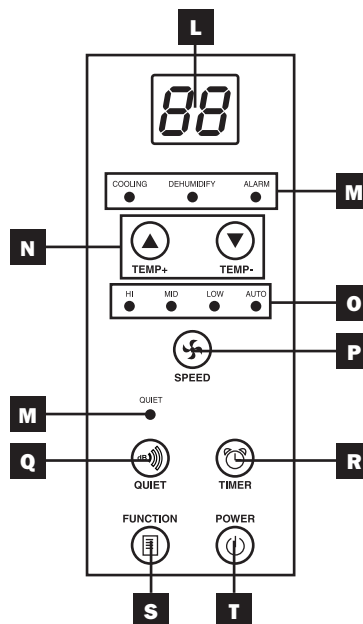 L
88
COOLING DEHUMIDIFY ALARM
M
N
TEMP+ TEMP-
HI MID LOW AUTO
O
P
SPEED
QUIET
M
Q
dB
R
QUIET TIMER
FUNCTION POWER
S T